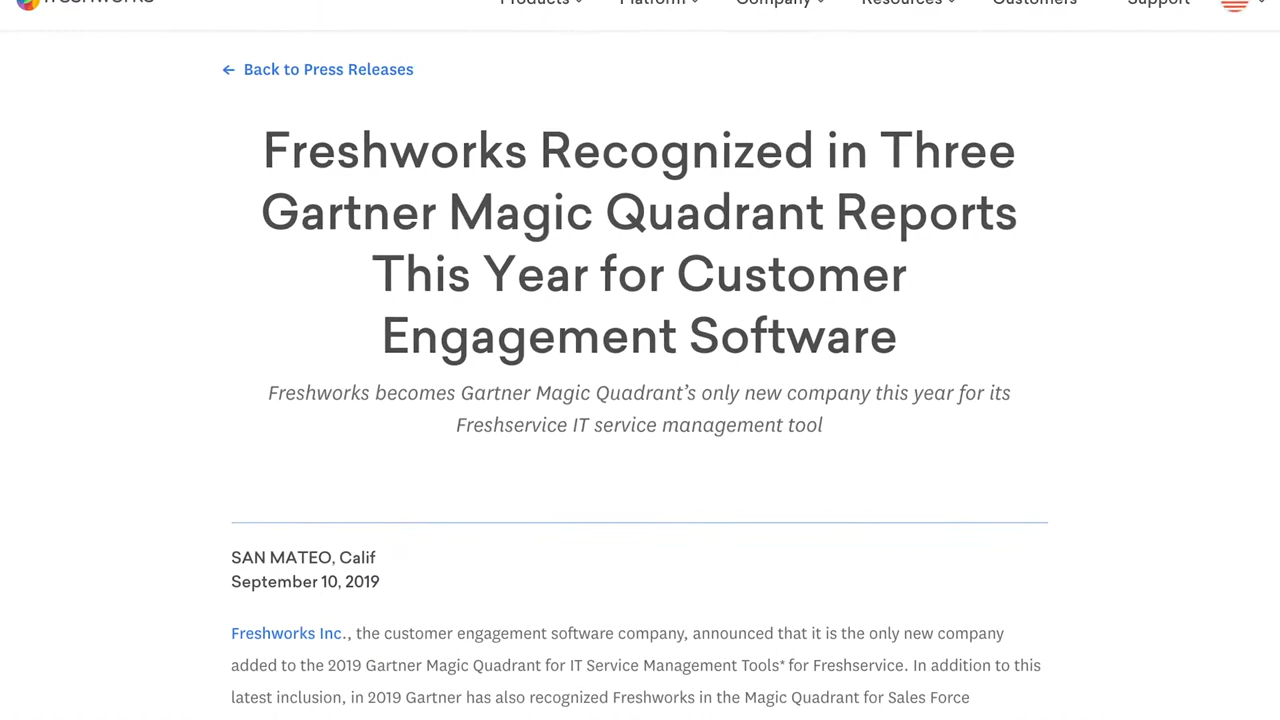 freshworks
Products Platform Company Resources Customers Support
← Back to Press Releases
Freshworks Recognized in Three
Gartner Magic Quadrant Reports
This Year for Customer
Engagement Software
Freshworks becomes Gartner Magic Quadrant’s only new company this year for its
Freshservice IT service management tool
SAN MATEO, Calif
September 10, 2019
Freshworks Inc., the customer engagement software company, announced that it is the only new company
added to the 2019 Gartner Magic Quadrant for IT Service Management Tools* for Freshservice. In addition to this
latest inclusion, in 2019 Gartner has also recognized Freshworks in the Magic Quadrant for Sales Force